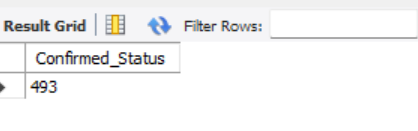 Result Grid Filter Rows:
Confirmed_Status
493